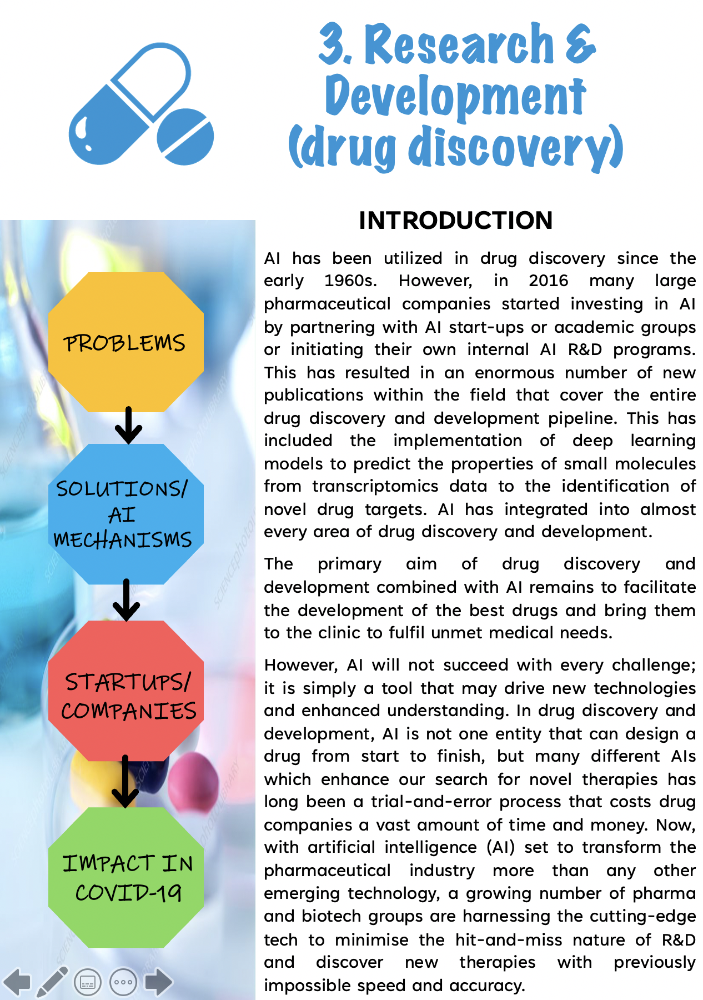 3. Research &
Development
(drug discovery)
INTRODUCTION
AI has been utilized in drug discovery since the
early 1960s. However, in 2016 many large
pharmaceutical companies started investing in AI
by partnering with AI start-ups or academic groups
or initiating their own internal AI R&D programs.
This has resulted in an enormous number of new
publications within the field that cover the entire
drug discovery and development pipeline. This has
included the implementation of deep learning
models to predict the properties of small molecules
from transcriptomics data to the identification of
novel drug targets. AI has integrated into almost
every area of drug discovery and development.
The primary aim of drug discovery and
development combined with AI remains to facilitate
the development of the best drugs and bring them
to the clinic to fulfil unmet medical needs.
However, AI will not succeed with every challenge;
it is simply a tool that may drive new technologies
and enhanced understanding. In drug discovery and
development, AI is not one entity that can design a
drug from start to finish, but many different AIs
which enhance our search for novel therapies has
long been a trial-and-error process that costs drug
companies a vast amount of time and money. Now,
with artificial intelligence (AI) set to transform the
pharmaceutical industry more than any other
emerging technology, a growing number of pharma
and biotech groups are harnessing the cutting-edge
tech to minimise the hit-and-miss nature of R&D
and discover new therapies with previously
impossible speed and accuracy.
PROBLEMS
SOLUTIONS/
AI
MECHANISMS
STARTUPS/
COMPANIES
IMPACT IN
COVID-19
SCIENCEPHOTOLIBRARY